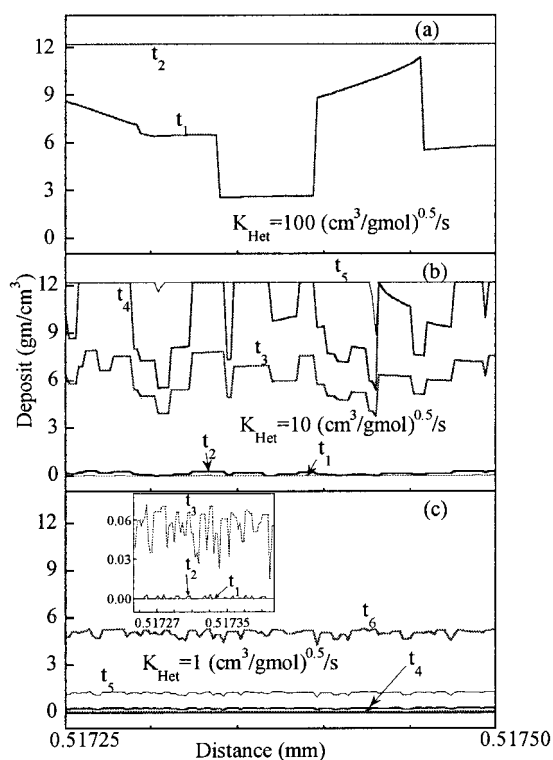 (a)
12
t2
9
t1
6
3
KHet=100 (cm3/gmol)0.5/s
0
Deposit (gm/cm3)
t5
(b)
12
t4
9
t3
6
KHet=10 (cm3/gmol)0.5/s
3
t2
t1
0
(c)
12
t3
0.06
9
0.03
t2
t1
0.00
6
0.51727
0.51735
t6
3
KHet=1 (cm3/gmol)0.5/s
t5
t4
0
0.51725
Distance (mm)
0.51750